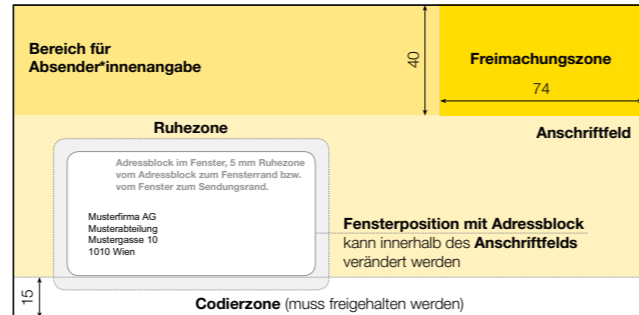 Bereich für
Absender*innenangabe
40
Freimachungszone
74
Ruhezone
Anschriftfeld
Adressblock im Fenster, 5 mm Ruhezone
vom Adressblock zum Fensterrand bzw.
vom Fenster zum Sendungsrand.
Musterfirma AG
Musterabteilung
Mustergasse 10
1010 Wien
Fensterposition mit Adressblock
kann innerhalb des Anschriftfelds
verändert werden
15
Codierzone (muss freigehalten werden)